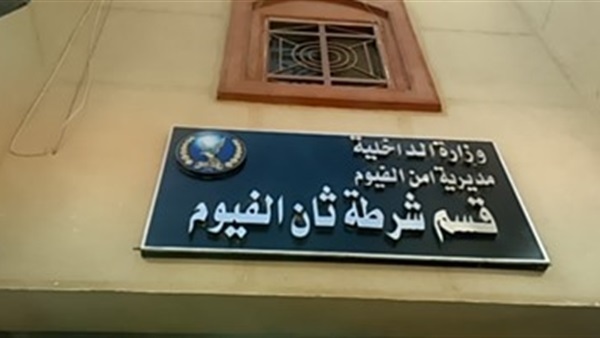 وزارة الداخلية
مديرية امن الفيوم
قسم شرطة ثان الفيوم